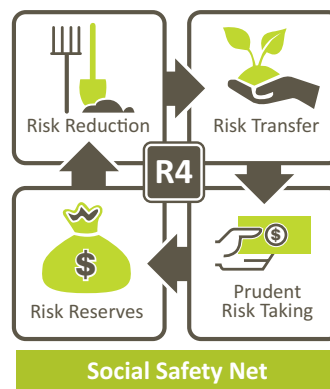 Risk Reduction
Risk Transfer
R4
$
$
Risk Reserves
Prudent
Risk Taking
Social Safety Net